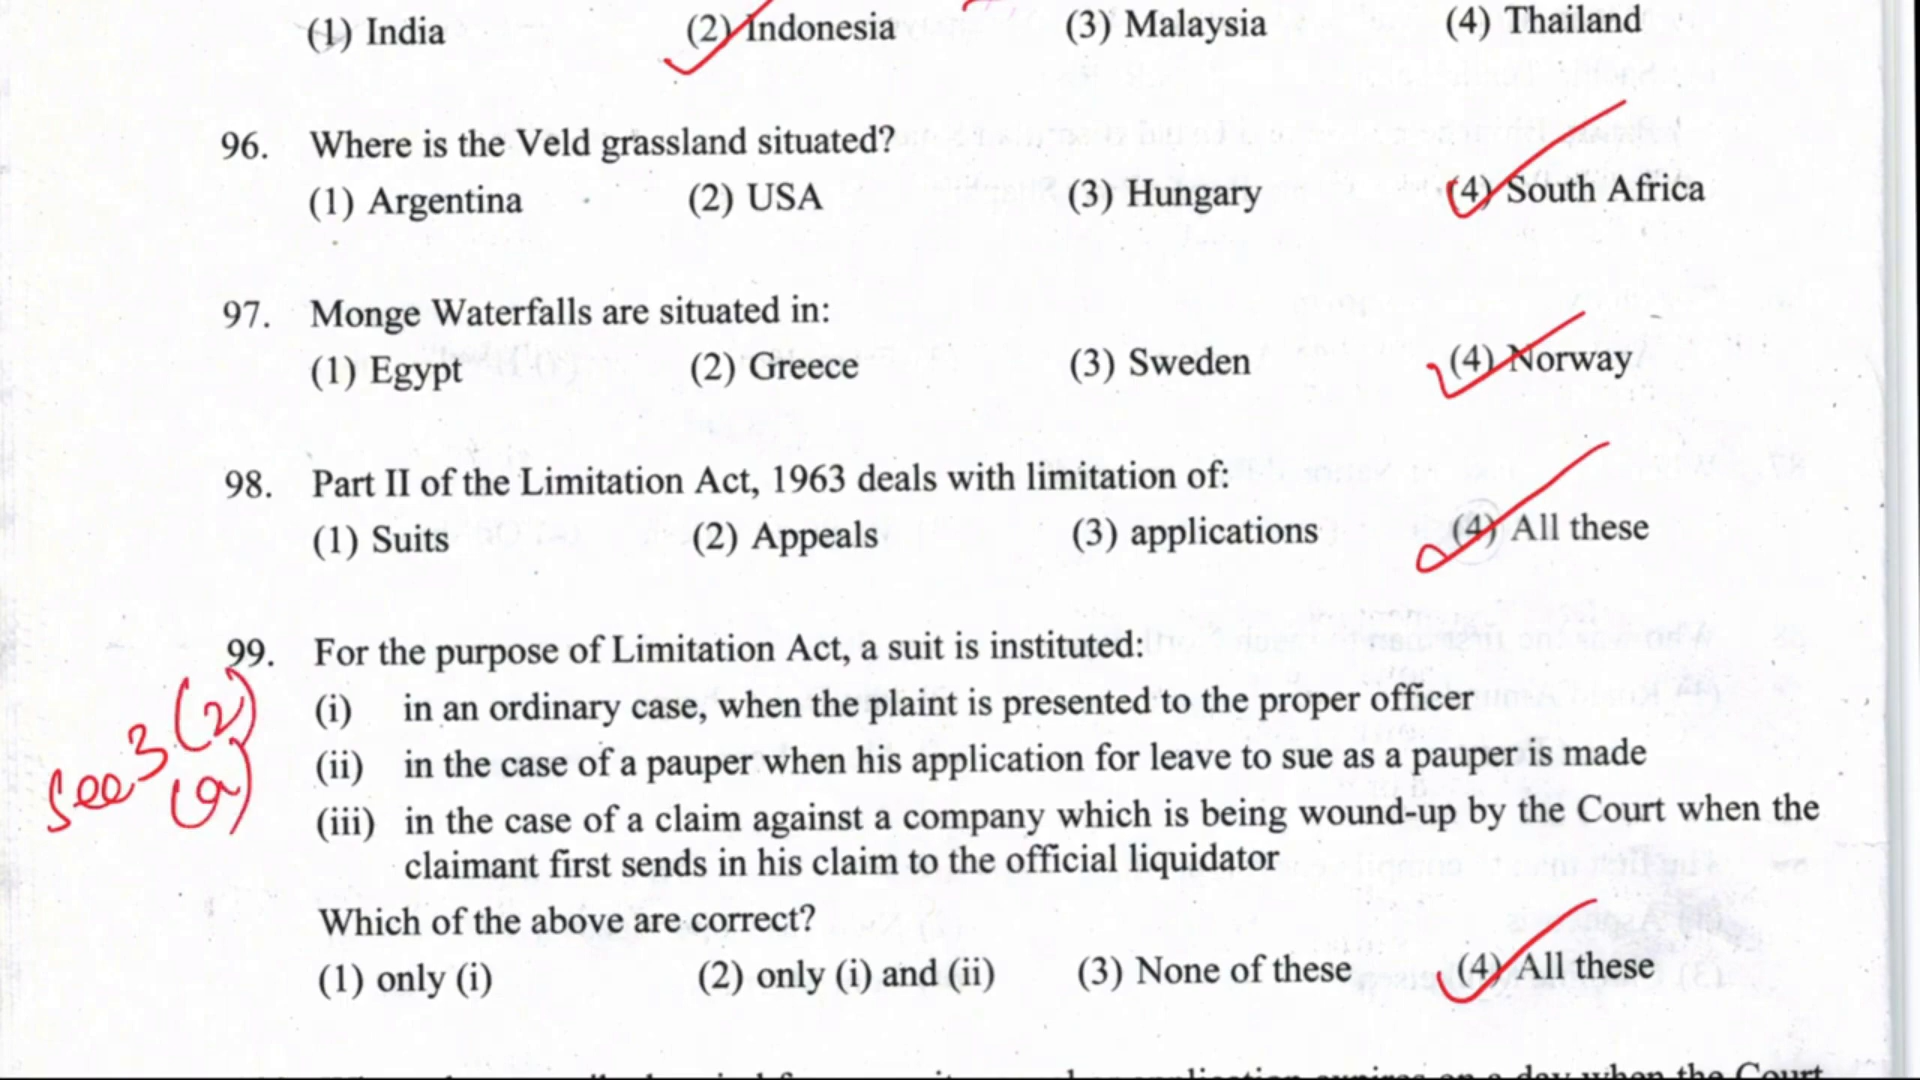 (1) India (2) Indonesia (3) Malaysia (4) Thailand
96. Where is the Veld grassland situated?
(1) Argentina (2) USA (3) Hungary (4) South Africa
97. Monge Waterfalls are situated in:
(1) Egypt (2) Greece (3) Sweden (4) Norway
98. Part II of the Limitation Act, 1963 deals with limitation of:
(1) Suits (2) Appeals (3) applications (4) All these
99. For the purpose of Limitation Act, a suit is instituted:
(i) in an ordinary case, when the plaint is presented to the proper officer
See 3 (2)
(a)
(ii) in the case of a pauper when his application for leave to sue as a pauper is made
(iii) in the case of a claim against a company which is being wound-up by the Court when the
claimant first sends in his claim to the official liquidator
Which of the above are correct?
(1) only (i) (2) only (i) and (ii) (3) None of these (4) All these